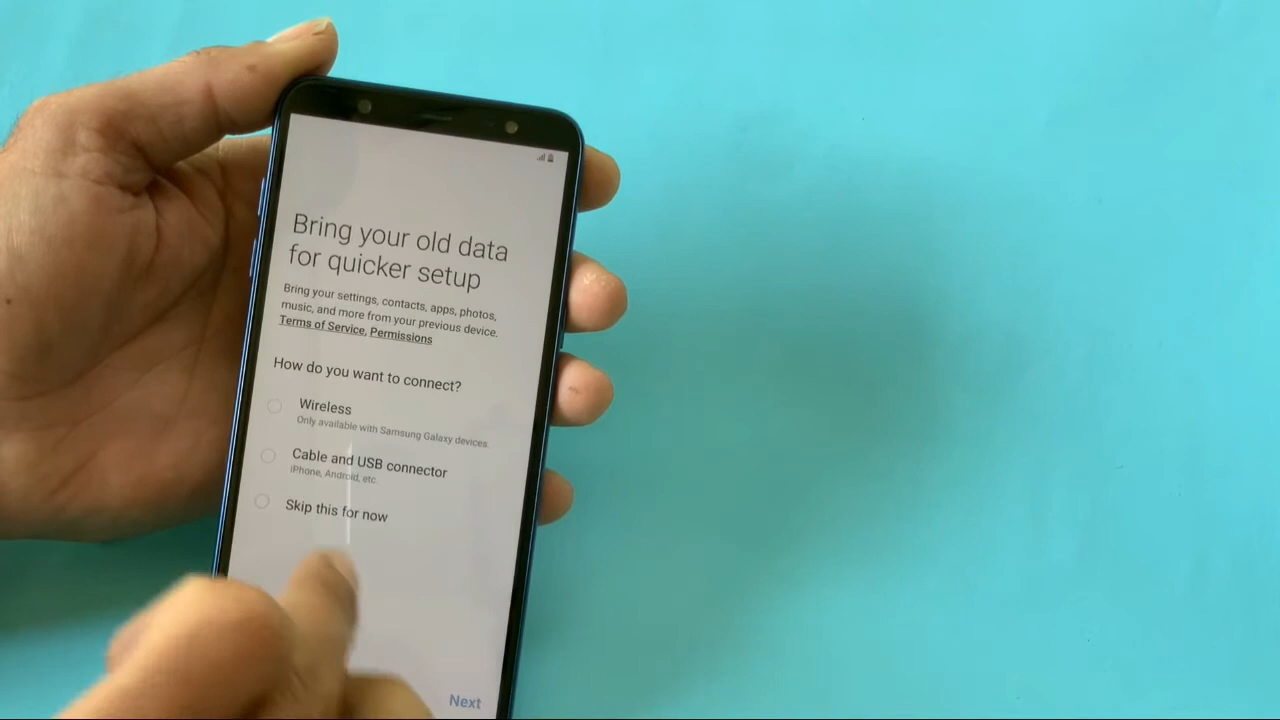 Bring your old data
for quicker setup
Bring your settings, contacts, apps, photos,
music, and more from your previous device.
Terms of Service, Permissions
How do you want to connect?
Wireless
Only available with Samsung Galaxy devices.
Cable and USB connector
iPhone, Android, etc.
Skip this for now
Next